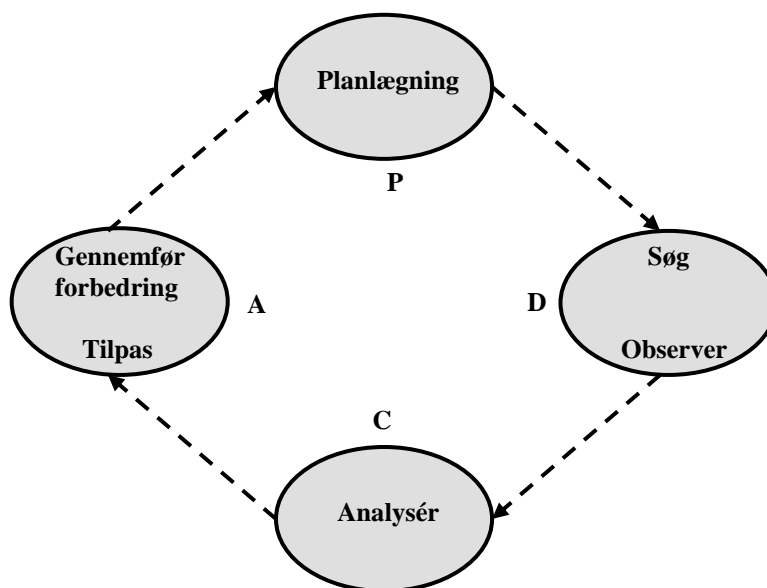 Planlægning
P
Gennemfør
forbedring
Tilpas
A
D
Søg
Observer
C
Analysér